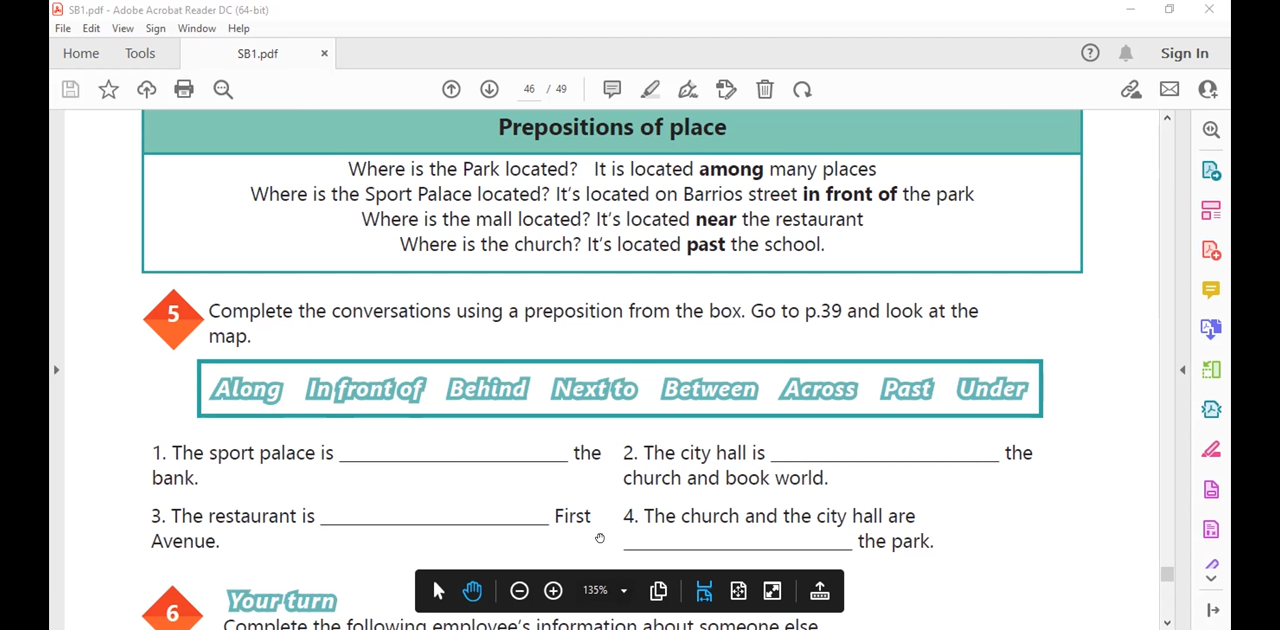 SB1.pdf - Adobe Acrobat Reader DC (64-bit)
File Edit View Sign Window Help
Home Tools SB1.pdf × Sign In
46 / 49
Prepositions of place
Where is the Park located? It is located among many places
Where is the Sport Palace located? It's located on Barrios street in front of the park
Where is the mall located? It's located near the restaurant
Where is the church? It's located past the school.
5 Complete the conversations using a preposition from the box. Go to p.39 and look at the
map.
Along In front of Behind Next to Between Across Past Under
1. The sport palace is ______________________ the
bank.
2. The city hall is ______________________ the
church and book world.
3. The restaurant is ______________________ First
Avenue.
4. The church and the city hall are
______________________ the park.
135%
6 Your turn
Complete the following employee's information about someone else